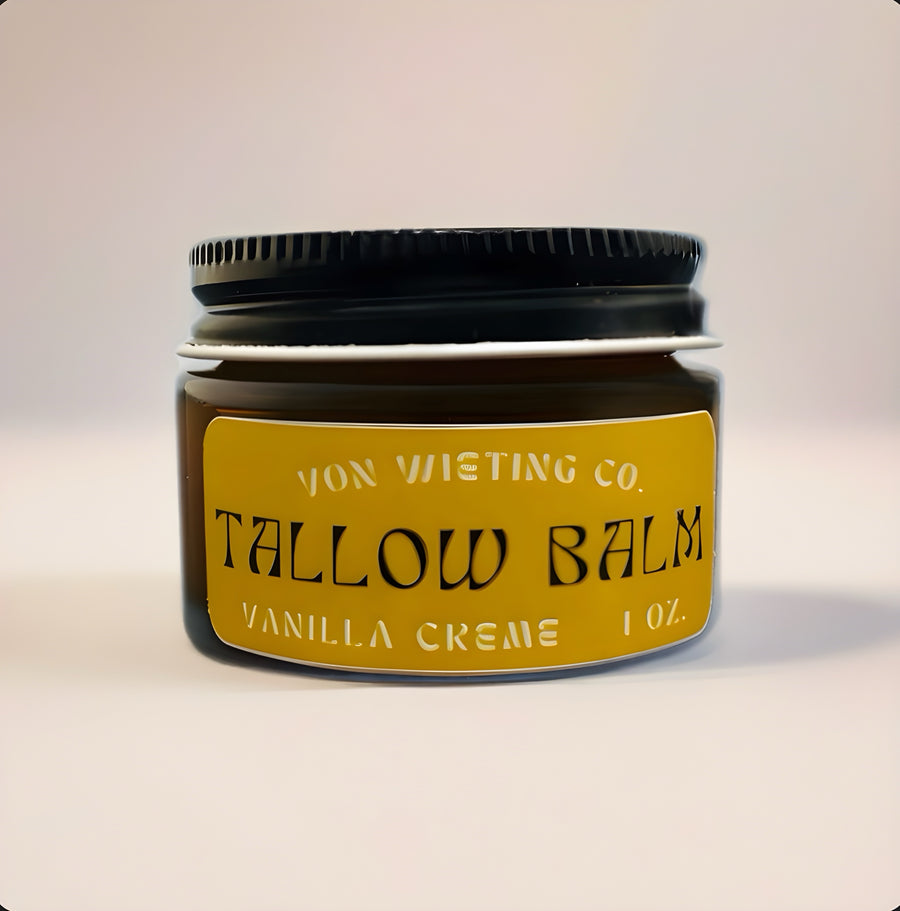 VON WIETING CO.
TALLOW BALM
VANILLA CREME 1 OZ.